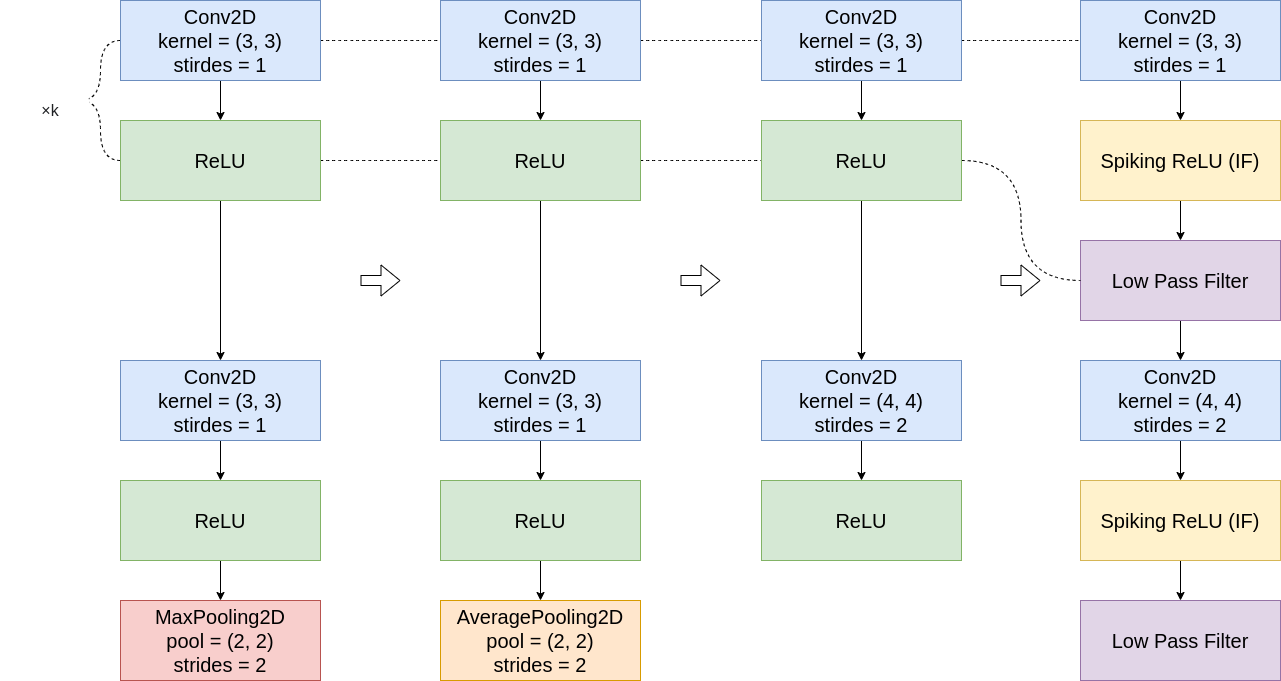 Conv2D
kernel = (3, 3)
stirdes = 1
Conv2D
kernel = (3, 3)
stirdes = 1
Conv2D
kernel = (3, 3)
stirdes = 1
Conv2D
kernel = (3, 3)
stirdes = 1
×k
ReLU
ReLU
ReLU
Spiking ReLU (IF)
Low Pass Filter
Conv2D
kernel = (3, 3)
stirdes = 1
Conv2D
kernel = (3, 3)
stirdes = 1
Conv2D
kernel = (4, 4)
stirdes = 2
Conv2D
kernel = (4, 4)
stirdes = 2
ReLU
ReLU
ReLU
Spiking ReLU (IF)
MaxPooling2D
pool = (2, 2)
strides = 2
AveragePooling2D
pool = (2, 2)
strides = 2
Low Pass Filter